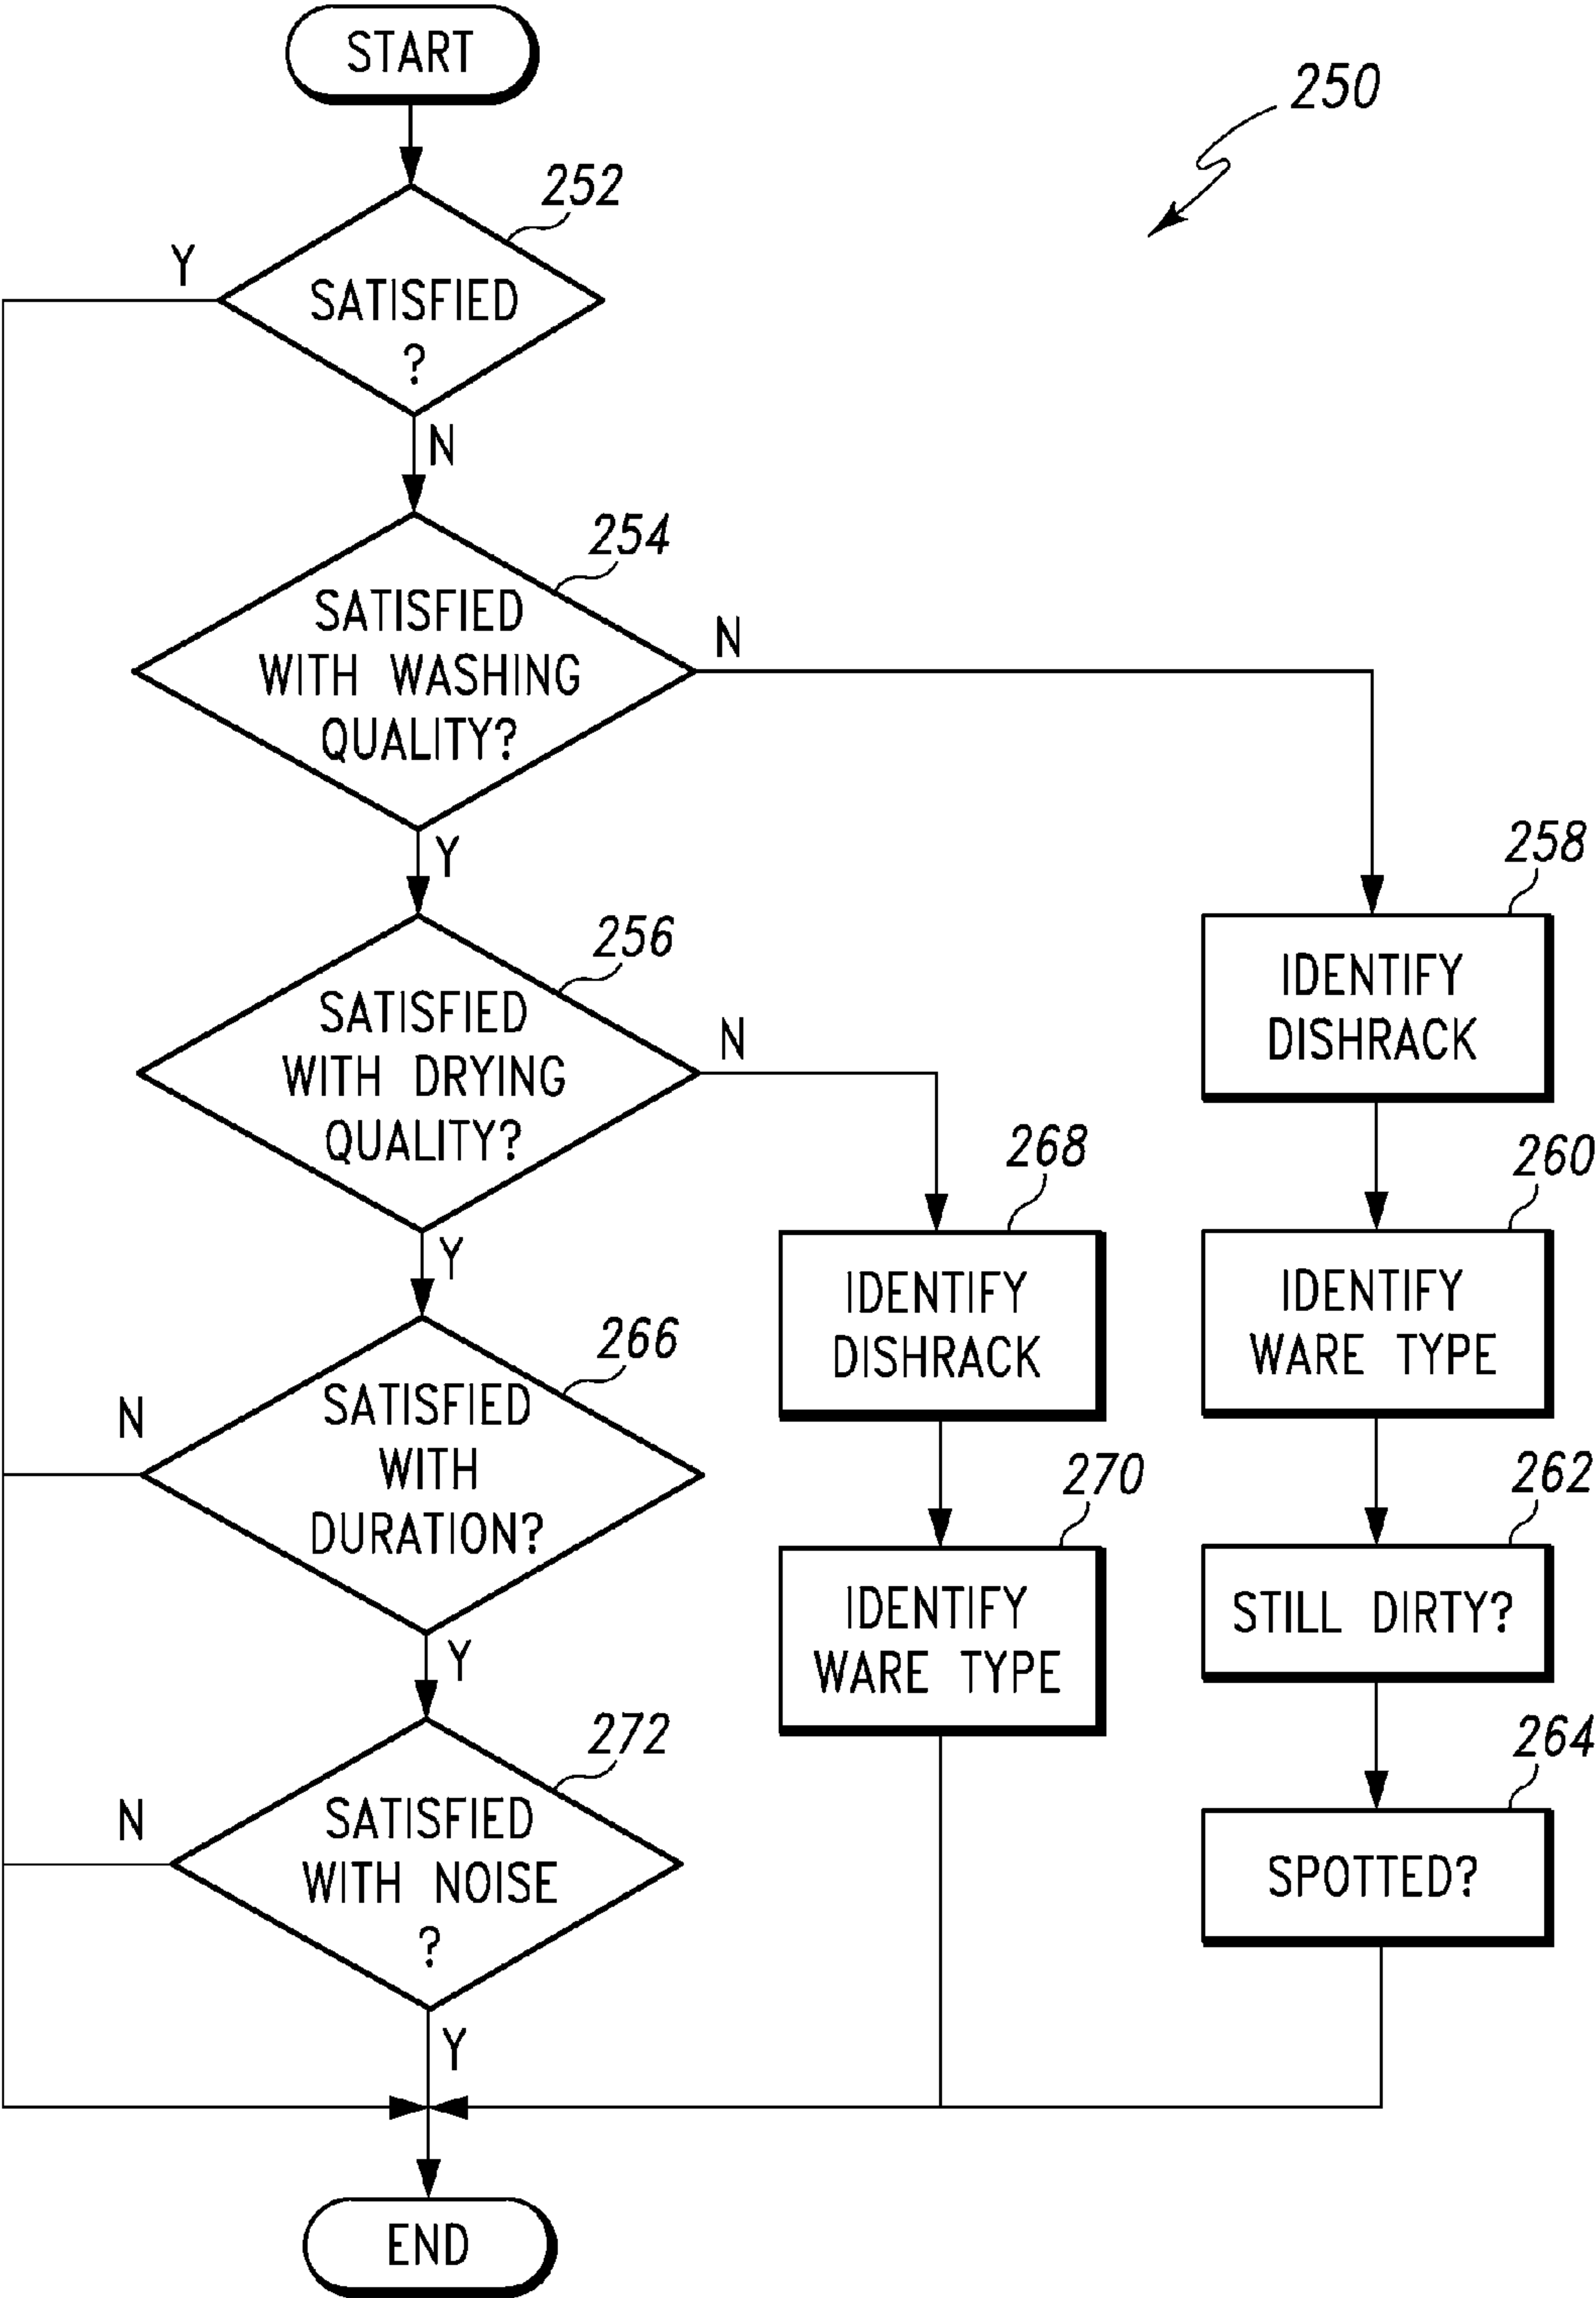 START
250
252
Y
SATISFIED
?
N
254
SATISFIED
WITH WASHING
QUALITY?
N
Y
256
SATISFIED
WITH DRYING
QUALITY?
N
Y
258
IDENTIFY
DISHRACK
260
IDENTIFY
WARE TYPE
268
IDENTIFY
DISHRACK
266
SATISFIED
WITH
DURATION?
N
Y
270
IDENTIFY
WARE TYPE
262
STILL DIRTY?
264
SPOTTED?
272
SATISFIED
WITH NOISE
?
N
Y
END